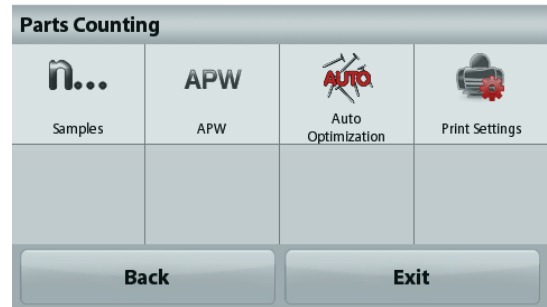 Parts Counting
n... APW AUTO
Samples APW Auto Optimization Print Settings
Back Exit